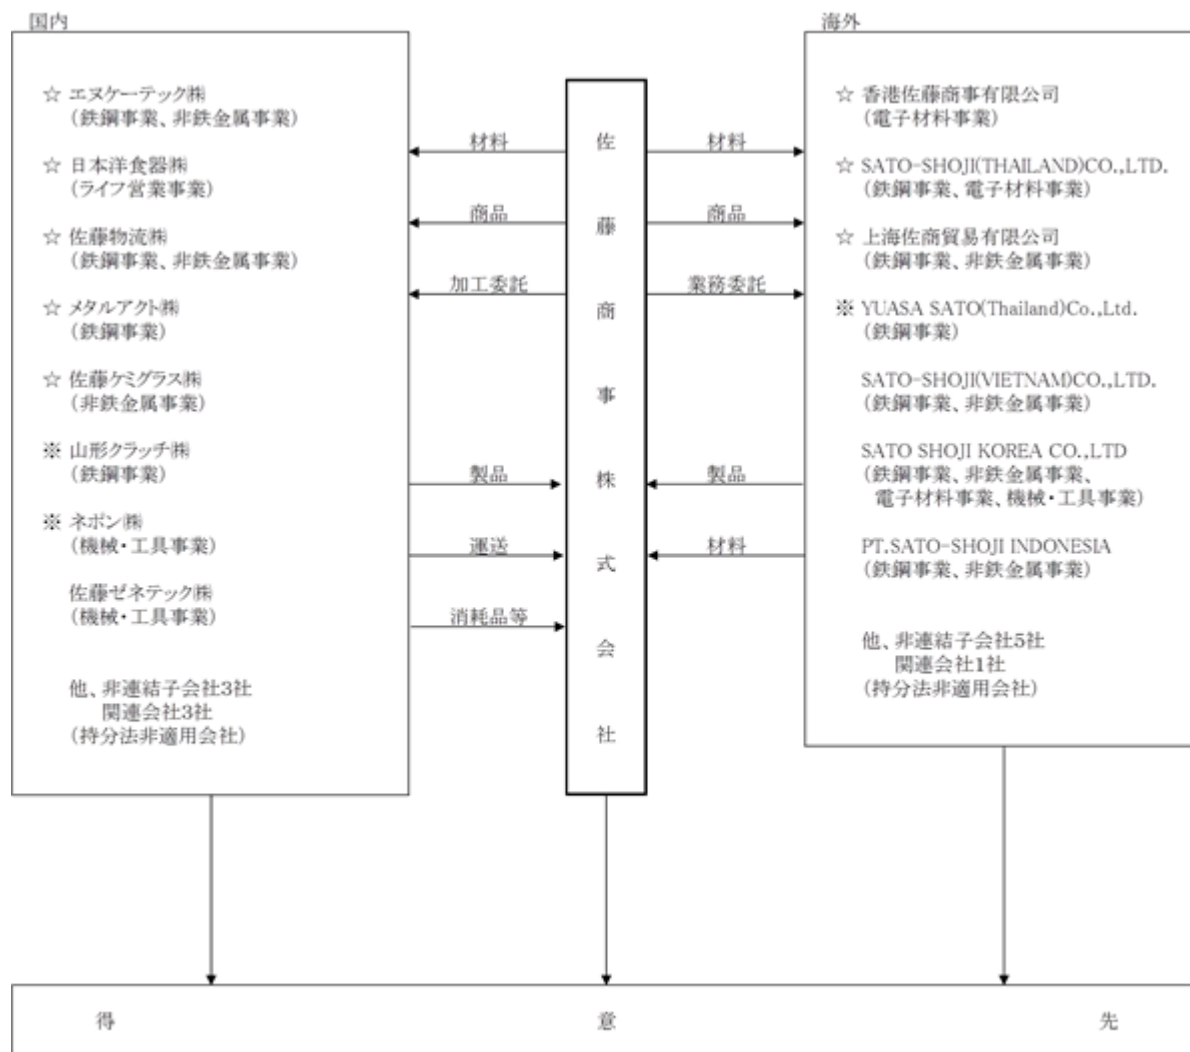 国内
☆ エヌケーテック㈱
(鉄鋼事業、非鉄金属事業)
☆ 日本洋食器㈱
(ライフ営業事業)
☆ 佐藤物流㈱
(鉄鋼事業、非鉄金属事業)
☆ メタルアクト㈱
(鉄鋼事業)
☆ 佐藤ケミグラス㈱
(非鉄金属事業)
※ 山形クラッチ㈱
(鉄鋼事業)
※ ネポン㈱
(機械・工具事業)
佐藤ゼネテック㈱
(機械・工具事業)
他、非連結子会社3社
関連会社3社
(持分法非適用会社)
材料
商品
加工委託
製品
運送
消耗品等
佐藤商事株式会社
材料
商品
業務委託
製品
材料
海外
☆ 香港佐藤商事有限公司
(電子材料事業)
☆ SATO-SHOJI(THAILAND)CO.,LTD.
(鉄鋼事業、電子材料事業)
☆ 上海佐商貿易有限公司
(鉄鋼事業、非鉄金属事業)
※ YUASA SATO(Thailand)Co.,Ltd.
(鉄鋼事業)
SATO-SHOJI(VIETNAM)CO.,LTD.
(鉄鋼事業、非鉄金属事業)
SATO SHOJI KOREA CO.,LTD
(鉄鋼事業、非鉄金属事業、
電子材料事業、機械・工具事業)
PT.SATO-SHOJI INDONESIA
(鉄鋼事業、非鉄金属事業)
他、非連結子会社5社
関連会社1社
(持分法非適用会社)
得意先